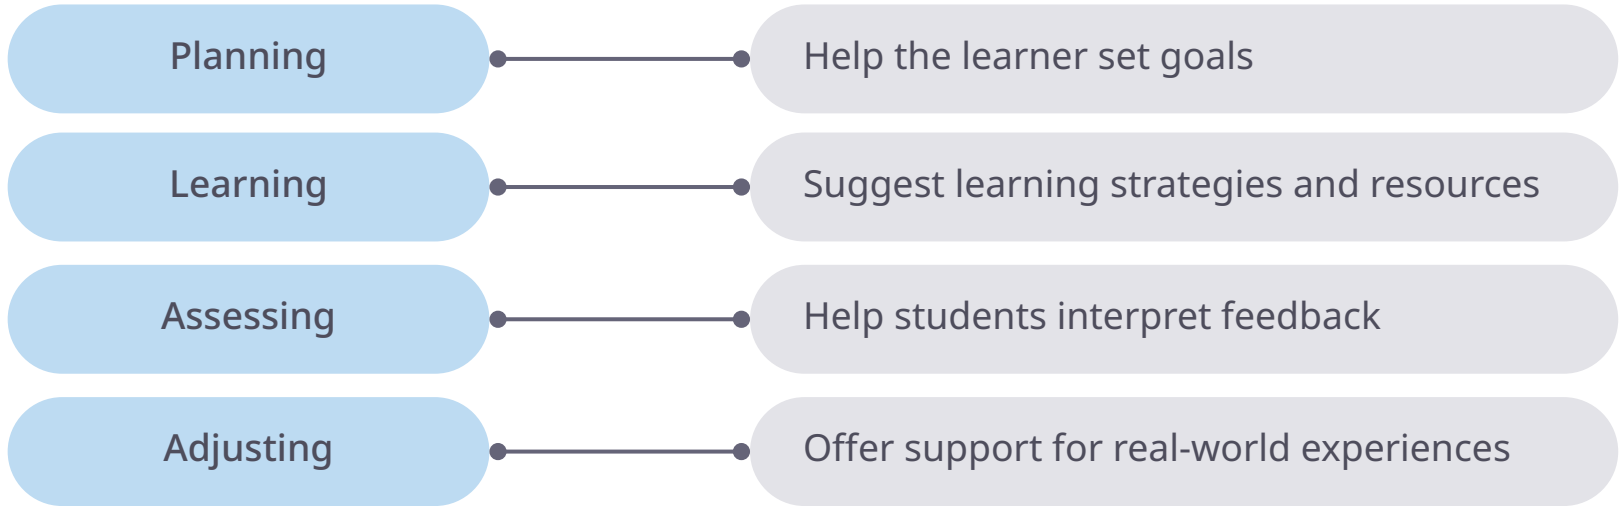 Planning
Help the learner set goals
Learning
Suggest learning strategies and resources
Assessing
Help students interpret feedback
Adjusting
Offer support for real-world experiences